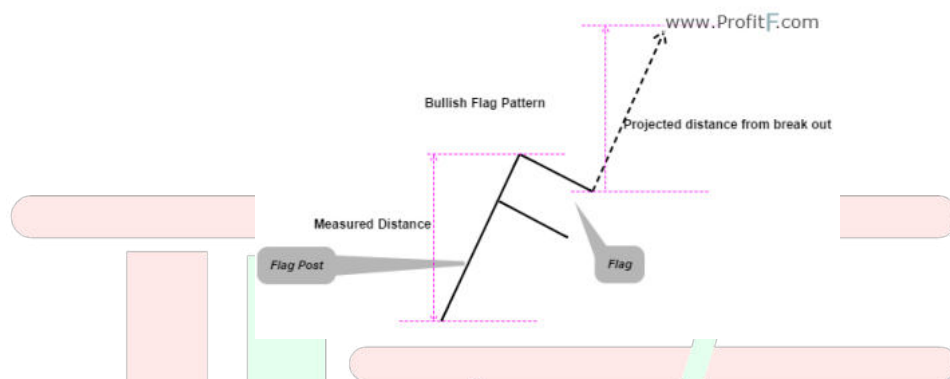 www.ProfitF.com
Bullish Flag Pattern
Projected distance from break out
Measured Distance
Flag Post
Flag